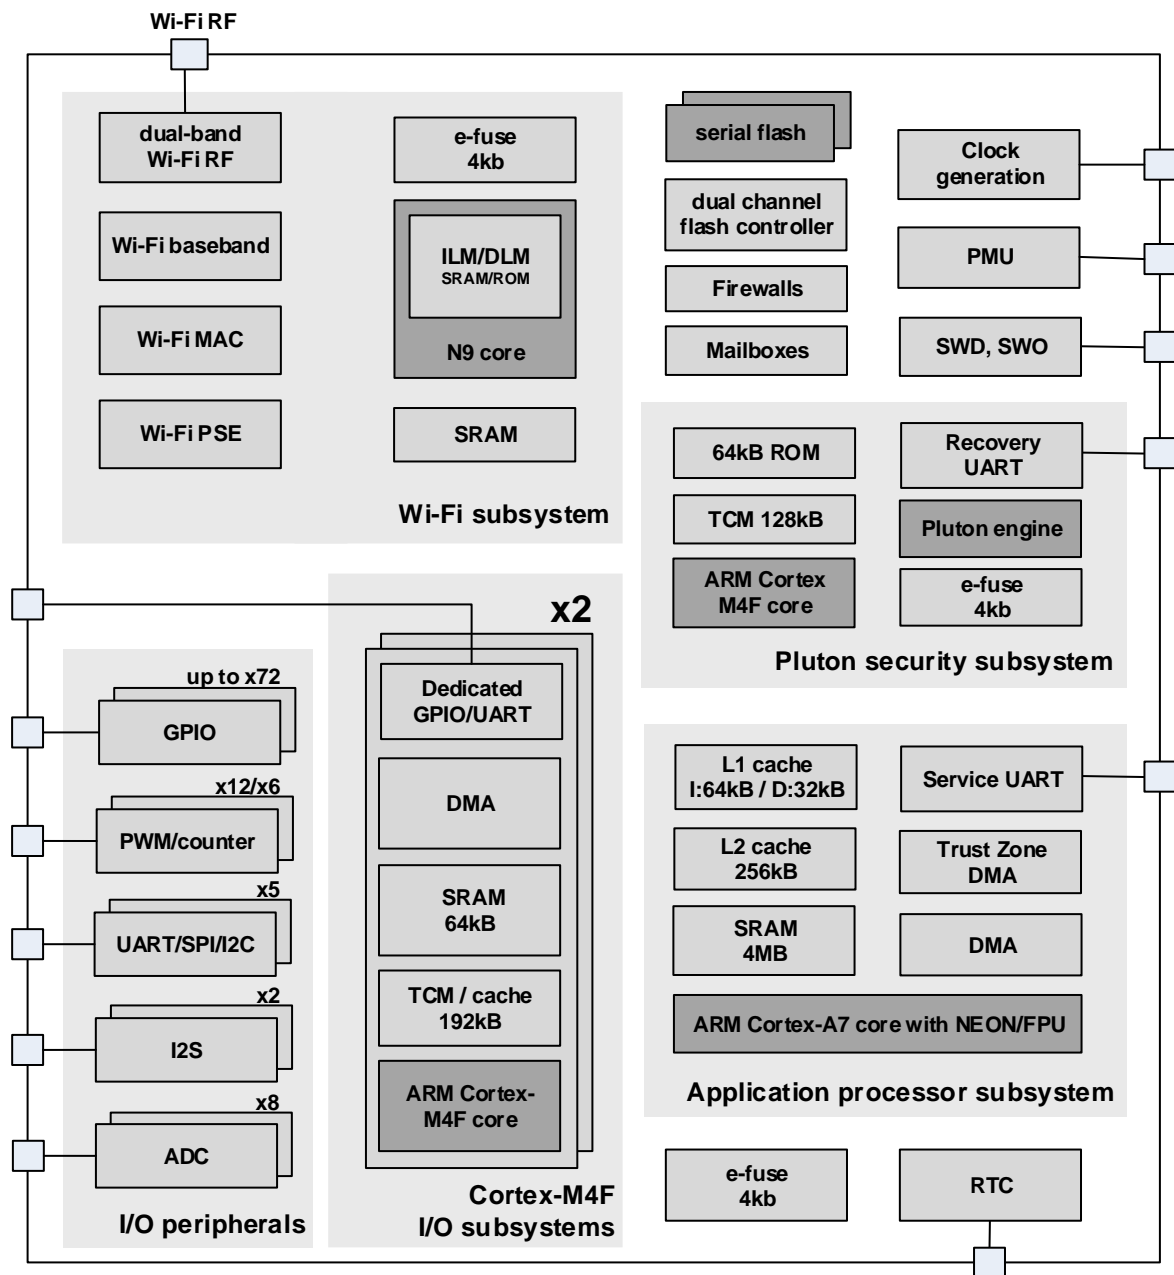 Wi-Fi RF
dual-band
Wi-Fi RF
Wi-Fi baseband
Wi-Fi MAC
Wi-Fi PSE
e-fuse
4kb
ILM/DLM
SRAM/ROM
N9 core
SRAM
Wi-Fi subsystem
serial flash
dual channel
flash controller
Firewalls
Mailboxes
Clock
generation
PMU
SWD, SWO
64kB ROM
TCM 128kB
ARM Cortex
M4F core
Recovery
UART
Pluton engine
e-fuse
4kb
Pluton security subsystem
up to x72
GPIO
x12/x6
PWM/counter
x5
UART/SPI/I2C
x2
I2S
x8
ADC
I/O peripherals
x2
Dedicated
GPIO/UART
DMA
SRAM
64kB
TCM / cache
192kB
ARM Cortex-
M4F core
Cortex-M4F
I/O subsystems
L1 cache
I:64kB / D:32kB
L2 cache
256kB
SRAM
4MB
Service UART
Trust Zone
DMA
DMA
ARM Cortex-A7 core with NEON/FPU
Application processor subsystem
e-fuse
4kb
RTC